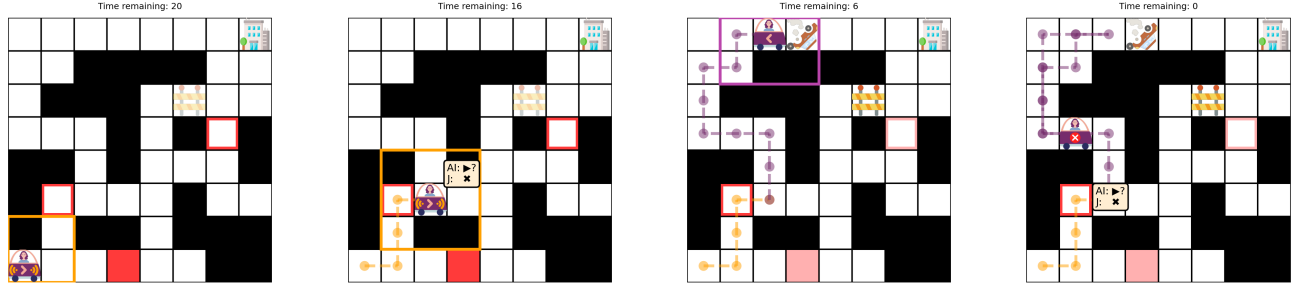 Time remaining: 20
Time remaining: 16
Time remaining: 6
Time remaining: 0
AI: ▶?
J: ✖
AI: ▶?
J: ✖